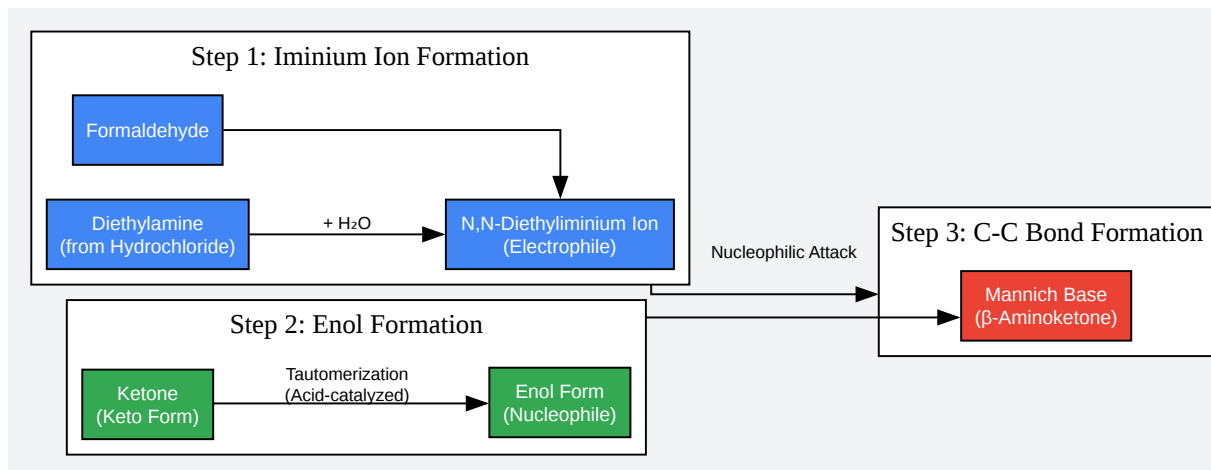 Step 1: Iminium Ion Formation
Formaldehyde
Diethylamine
(from Hydrochloride)
+ H₂O
N,N-Diethyliminium Ion
(Electrophile)
Nucleophilic Attack
Step 2: Enol Formation
Ketone
(Keto Form)
Tautomerization
(Acid-catalyzed)
Enol Form
(Nucleophile)
Step 3: C-C Bond Formation
Mannich Base
(β-Aminoketone)